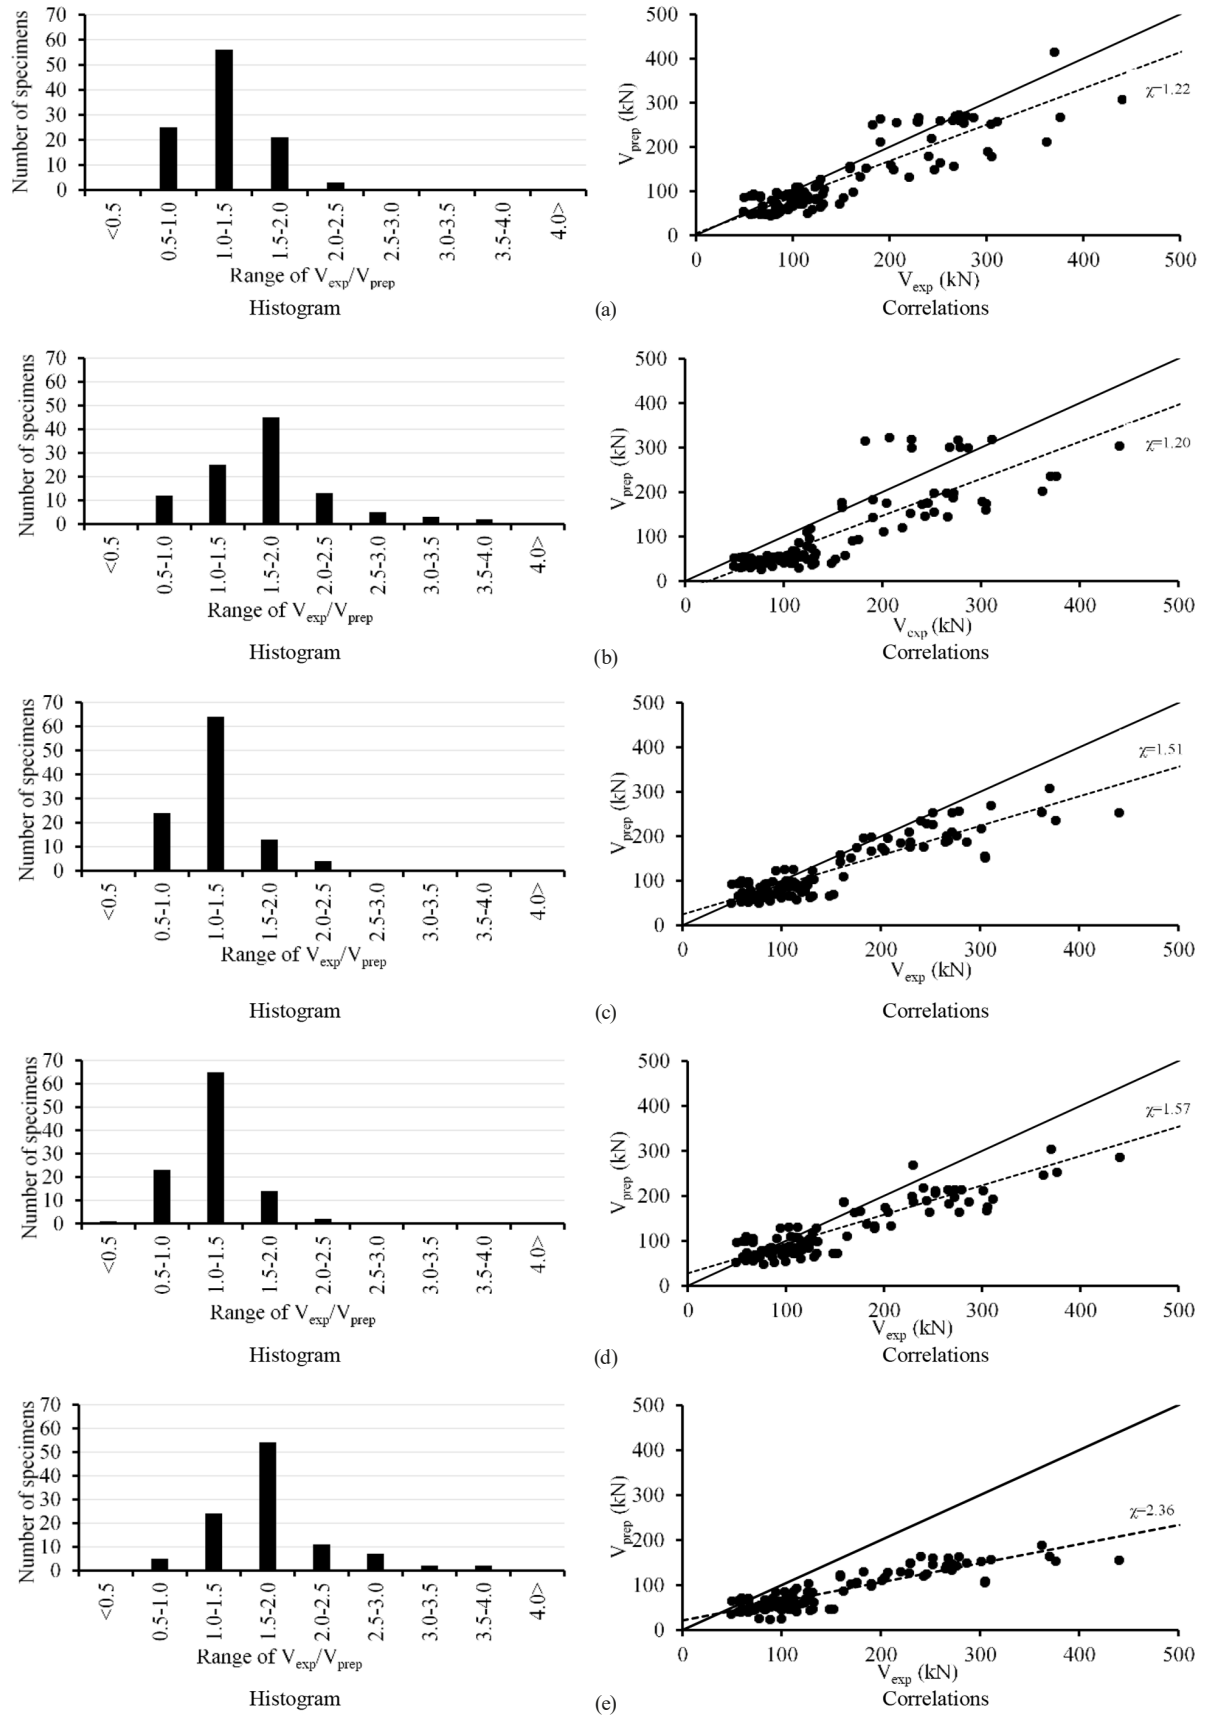 Number of specimens
70
60
50
40
30
20
10
0
<0.5
0.5-1.0
1.0-1.5
1.5-2.0
2.0-2.5
2.5-3.0
3.0-3.5
3.5-4.0
4.0>
Range of Vexp/Vprep
Histogram
(a)
Vprep (kN)
500
400
300
200
100
0
χ=1.22
0 100 200 300 400 500
Vexp (kN)
Correlations
Number of specimens
70
60
50
40
30
20
10
0
<0.5
0.5-1.0
1.0-1.5
1.5-2.0
2.0-2.5
2.5-3.0
3.0-3.5
3.5-4.0
4.0>
Range of Vexp/Vprep
Histogram
(b)
Vprep (kN)
500
400
300
200
100
0
χ=1.20
0 100 200 300 400 500
Vexp (kN)
Correlations
Number of specimens
70
60
50
40
30
20
10
0
<0.5
0.5-1.0
1.0-1.5
1.5-2.0
2.0-2.5
2.5-3.0
3.0-3.5
3.5-4.0
4.0>
Range of Vexp/Vprep
Histogram
(c)
Vprep (kN)
500
400
300
200
100
0
χ=1.51
0 100 200 300 400 500
Vexp (kN)
Correlations
Number of specimens
70
60
50
40
30
20
10
0
<0.5
0.5-1.0
1.0-1.5
1.5-2.0
2.0-2.5
2.5-3.0
3.0-3.5
3.5-4.0
4.0>
Range of Vexp/Vprep
Histogram
(d)
Vprep (kN)
500
400
300
200
100
0
χ=1.57
0 100 200 300 400 500
Vexp (kN)
Correlations
Number of specimens
70
60
50
40
30
20
10
0
<0.5
0.5-1.0
1.0-1.5
1.5-2.0
2.0-2.5
2.5-3.0
3.0-3.5
3.5-4.0
4.0>
Range of Vexp/Vprep
Histogram
(e)
Vprep (kN)
500
400
300
200
100
0
χ=2.36
0 100 200 300 400 500
Vexp (kN)
Correlations